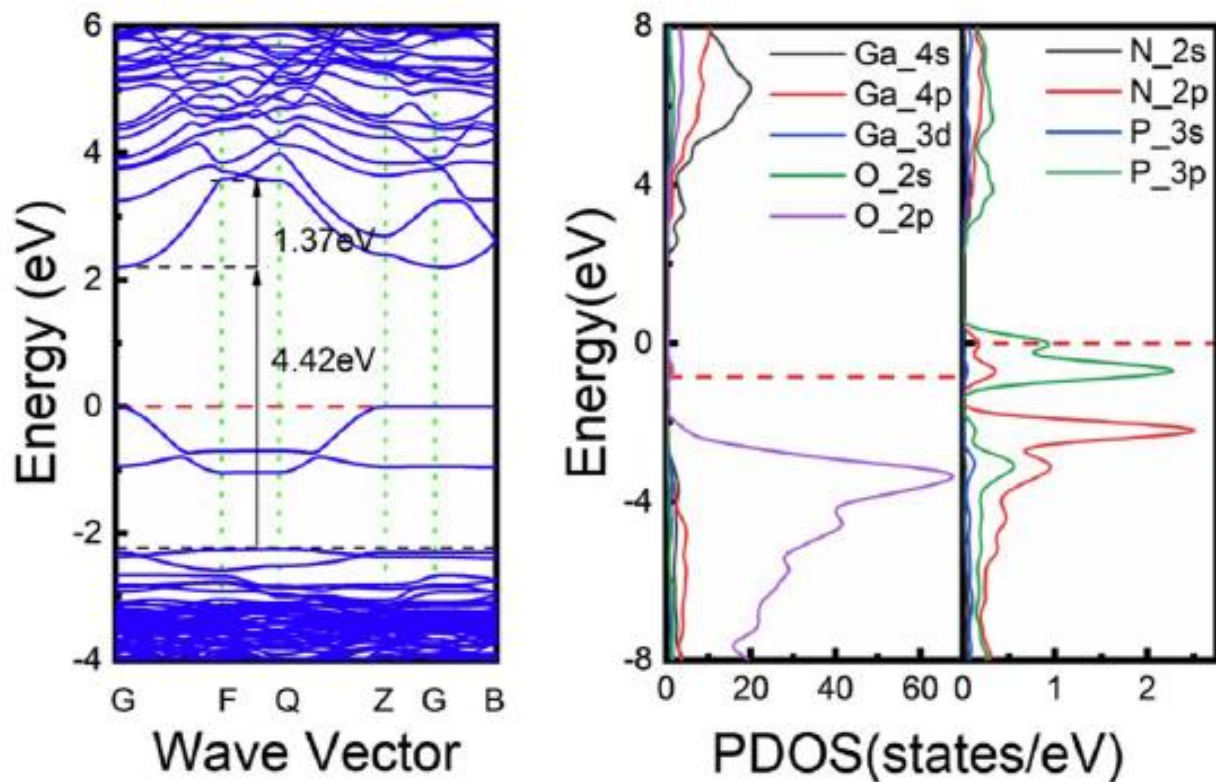 6
4
2
0
-2
-4
Energy (eV)
1.37eV
4.42eV
G F Q Z G B
Wave Vector
8
4
0
-4
-8
Energy(eV)
Ga_4s
Ga_4p
Ga_3d
O_2s
O_2p
N_2s
N_2p
P_3s
P_3p
0 20 40 60 0 1 2
PDOS(states/eV)